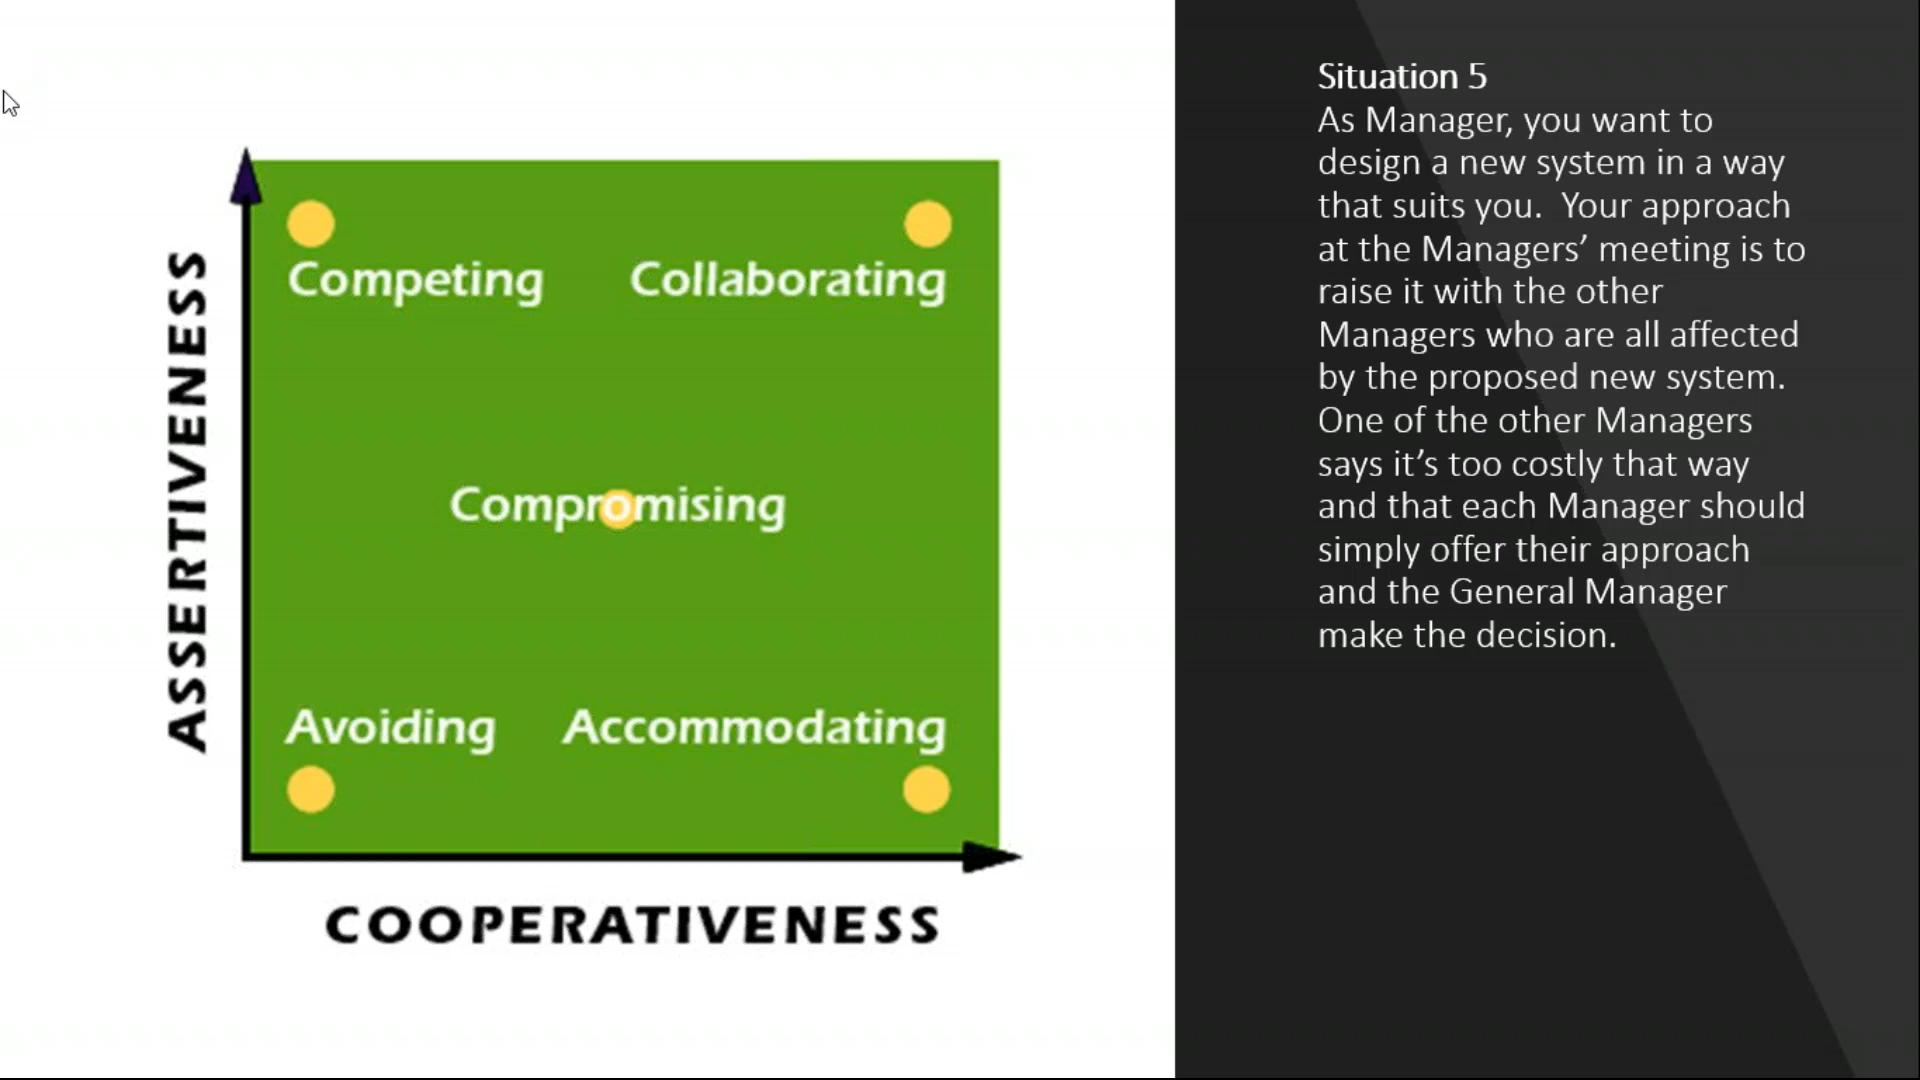 Competing
Collaborating
Compromising
Avoiding
Accommodating
ASSERTIVENESS
COOPERATIVENESS
Situation 5
As Manager, you want to
design a new system in a way
that suits you.  Your approach
at the Managers’ meeting is to
raise it with the other
Managers who are all affected
by the proposed new system.
One of the other Managers
says it’s too costly that way
and that each Manager should
simply offer their approach
and the General Manager
make the decision.